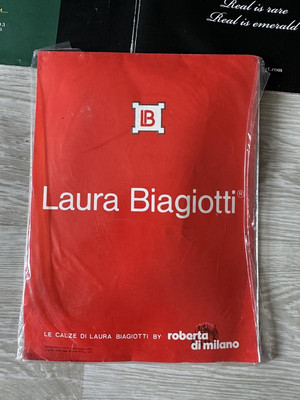 Real is rare
Real is emerald
LB
Laura Biagiotti®
LE CALZE DI LAURA BIAGIOTTI BY roberta
di milano